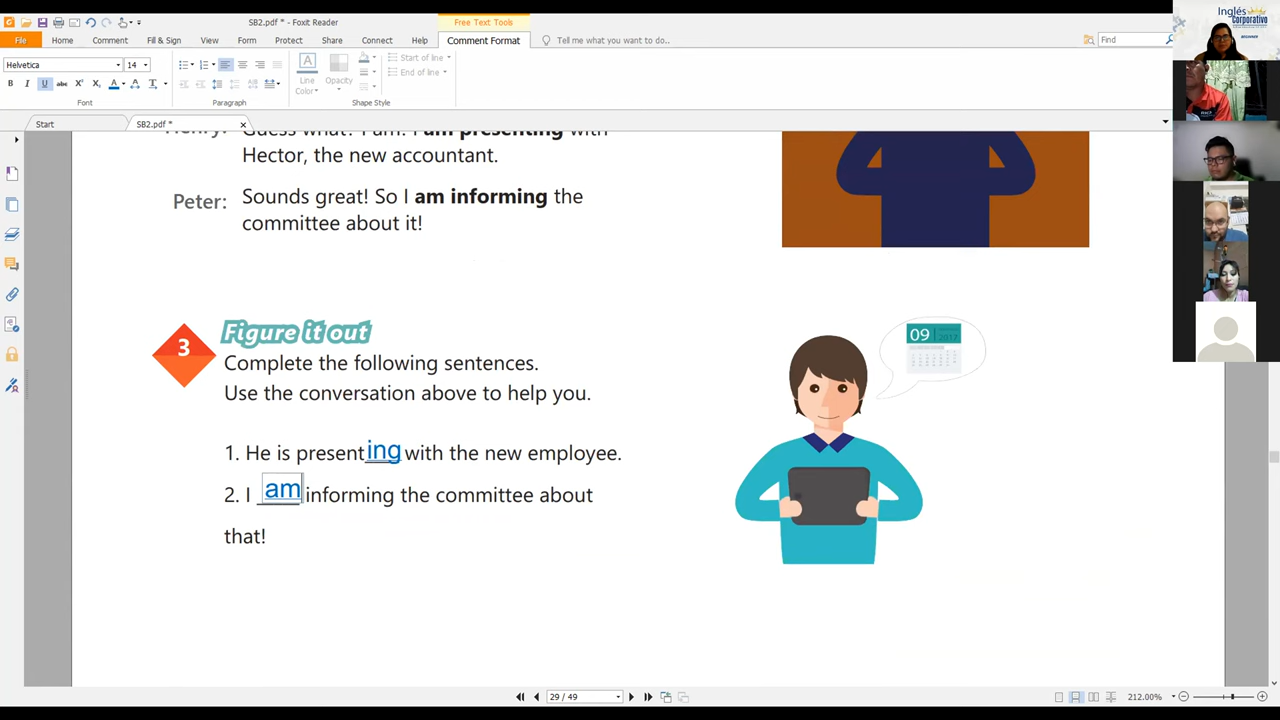 SB2.pdf * - Foxit Reader
Free Text Tools
File
Home
Comment
Fill & Sign
View
Form
Protect
Share
Connect
Help
Comment Format
Tell me what you want to do..
Find
Helvetica
14
Start of line
End of line
Line
Color
Opacity
Font
Paragraph
Shape Style
Start
SB2.pdf *
Henry: Guess what? I am! I am presenting with
Hector, the new accountant.
Peter: Sounds great! So I am informing the
committee about it!
3
Figure it out
Complete the following sentences.
Use the conversation above to help you.
1. He is presenting with the new employee.
2. I am informing the committee about
that!
09
2017
Inglés
Corporativo
29 / 49
212.00%